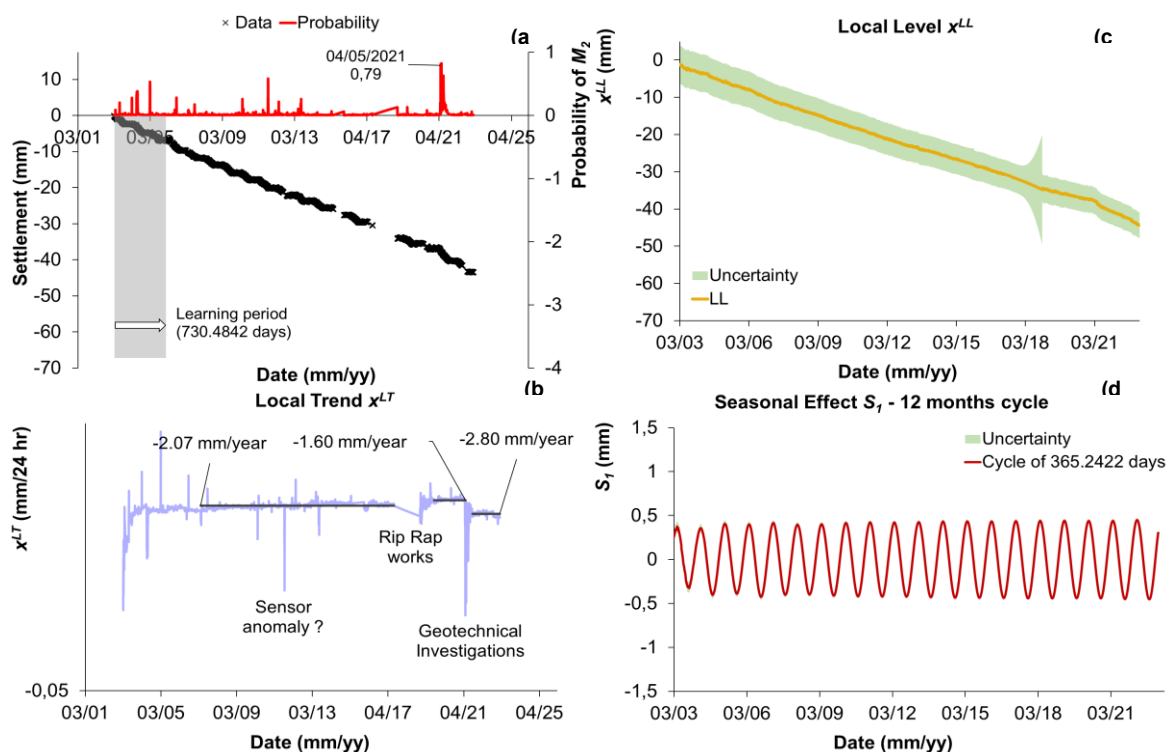 × Data — Probability
(a
04/05/2021
0,79
10
0
-10
-20
-30
-40
-50
-60
-70
Settlement (mm)
1
0
-1
-2
-3
-4
Probability of M₂
03/01 03/09 04/13 04/17 04/21 04/25
Learning period
(730.4842 days)
Date (mm/yy)
Local Level xᴸᴸ
(c
xᴸᴸ (mm)
0
-10
-20
-30
-40
-50
-60
-70
Uncertainty
LL
03/03 03/06 03/09 03/12 03/15 03/18 03/21
Date (mm/yy)
(b
Local Trend xᴸᵀ
xᴸᵀ (mm/24 hr)
-2.07 mm/year
-1.60 mm/year
-2.80 mm/year
Rip Rap
works
Sensor
anomaly ?
Geotechnical
Investigations
-0,05
03/01 03/05 03/09 03/13 04/17 04/21 04/25
Date (mm/yy)
(d
Seasonal Effect S₁ - 12 months cycle
Uncertainty
Cycle of 365.2422 days
S₁ (mm)
1,5
1
0,5
0
-0,5
-1
-1,5
03/03 03/06 03/09 03/12 03/15 03/18 03/21
Date (mm/yy)